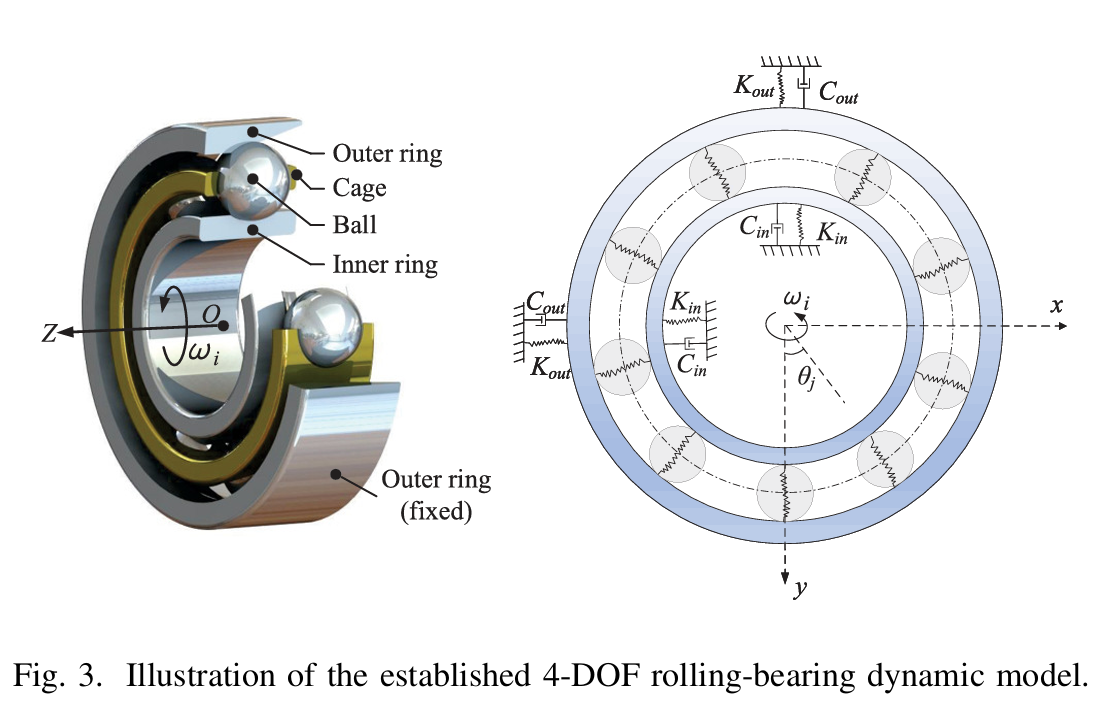 Outer ring
Cage
Ball
Inner ring
Z
O
ω_i
Outer ring
(fixed)
K_out
C_out
C_in
K_in
C_out
K_out
K_in
C_in
ω_i
x
θ_j
y
Fig. 3. Illustration of the established 4-DOF rolling-bearing dynamic model.